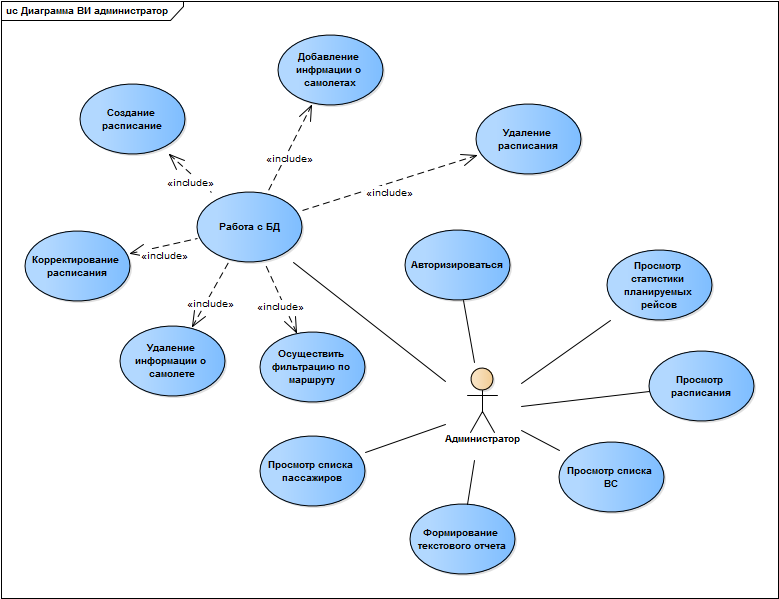 uc Диаграмма ВИ администратор
Добавление
инфрмации о
самолетах
Создание
расписание
Удаление
расписания
«include»
«include»
«include»
Работа с БД
Корректирование
расписания
«include»
Авторизироваться
Просмотр
статистики
планируемых
рейсов
«include»
«include»
Удаление
информации о
самолете
Осуществить
фильтрацию по
маршруту
Просмотр
расписания
Администратор
Просмотр списка
пассажиров
Просмотр списка
ВС
Формирование
текстового отчета